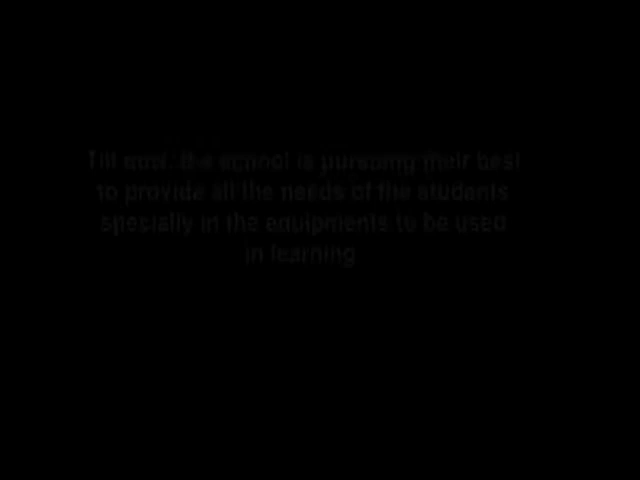 Till now, the school is pursuing their best
to provide all the needs of the students
specially in the equipments to be used
in learning